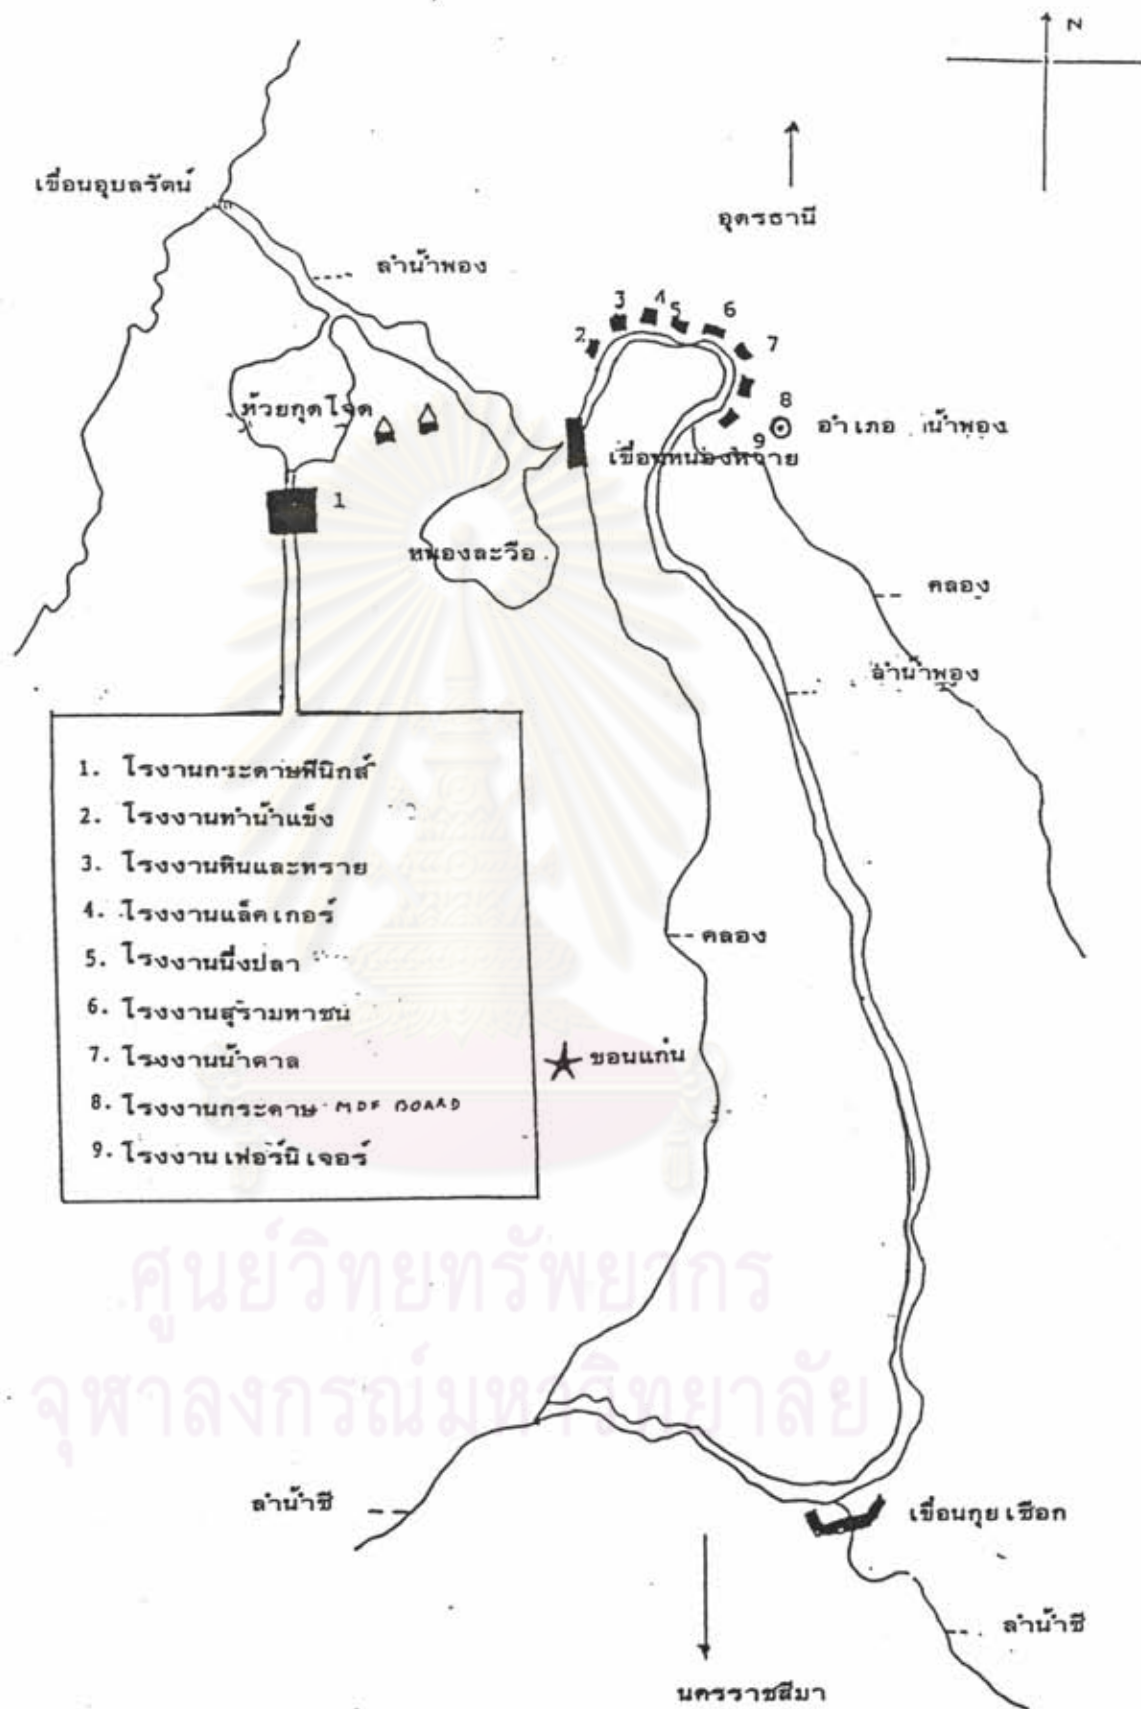 N
เขื่อนอุบลรัตน์
อุดรธานี
ลำน้ำพอง
2
3
4
5
6
7
8
9
อำเภอ น้ำพอง
ห้วยกุดโจด
เขื่อนหนองหวาย
1
หนองละวือ
คลอง
ลำน้ำพอง
1. โรงานกระดาษฟีนิกส์
2. โรงงานทำน้ำแข็ง
3. โรงงานหินและทราย
4. โรงงานแล็คเกอร์
5. โรงงานนึ่งปลา
6. โรงงานสุรามหาชน
7. โรงงานน้ำตาล
8. โรงงานกระดาษ MDF BOARD
9. โรงงานเฟอร์นิเจอร์
คลอง
ขอนแก่น
ศูนย์วิทยทรัพยากร
จุฬาลงกรณ์มหาวิทยาลัย
ลำน้ำชี
เขื่อนกุยเชือก
ลำน้ำชี
นครราชสีมา